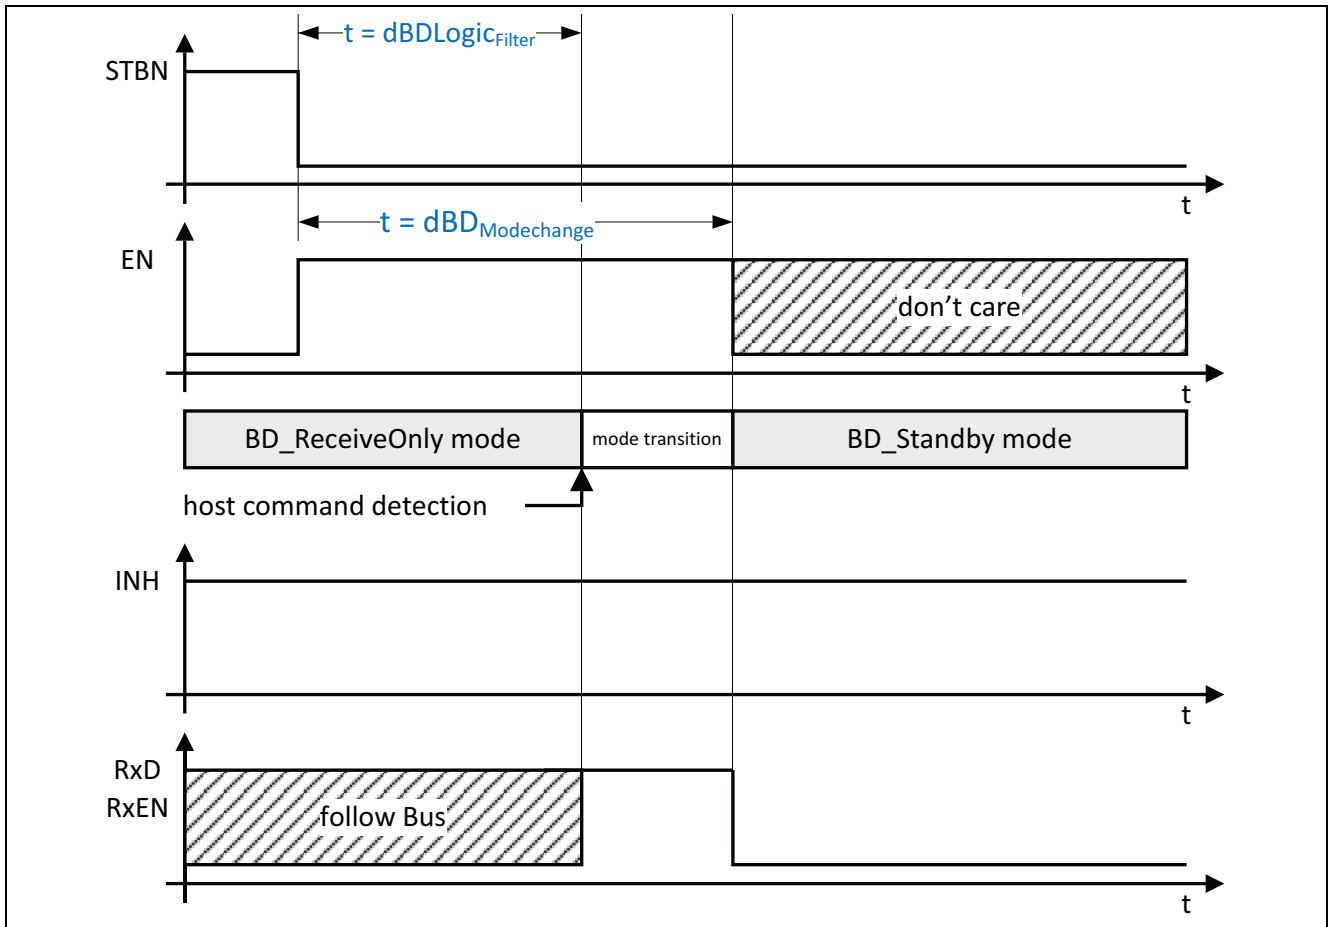 t = dBDLogicFilter
STBN
t
t = dBDModechange
EN
don't care
t
BD_ReceiveOnly mode
mode transition
BD_Standby mode
host command detection
INH
t
RxD
RxEN
follow Bus
t